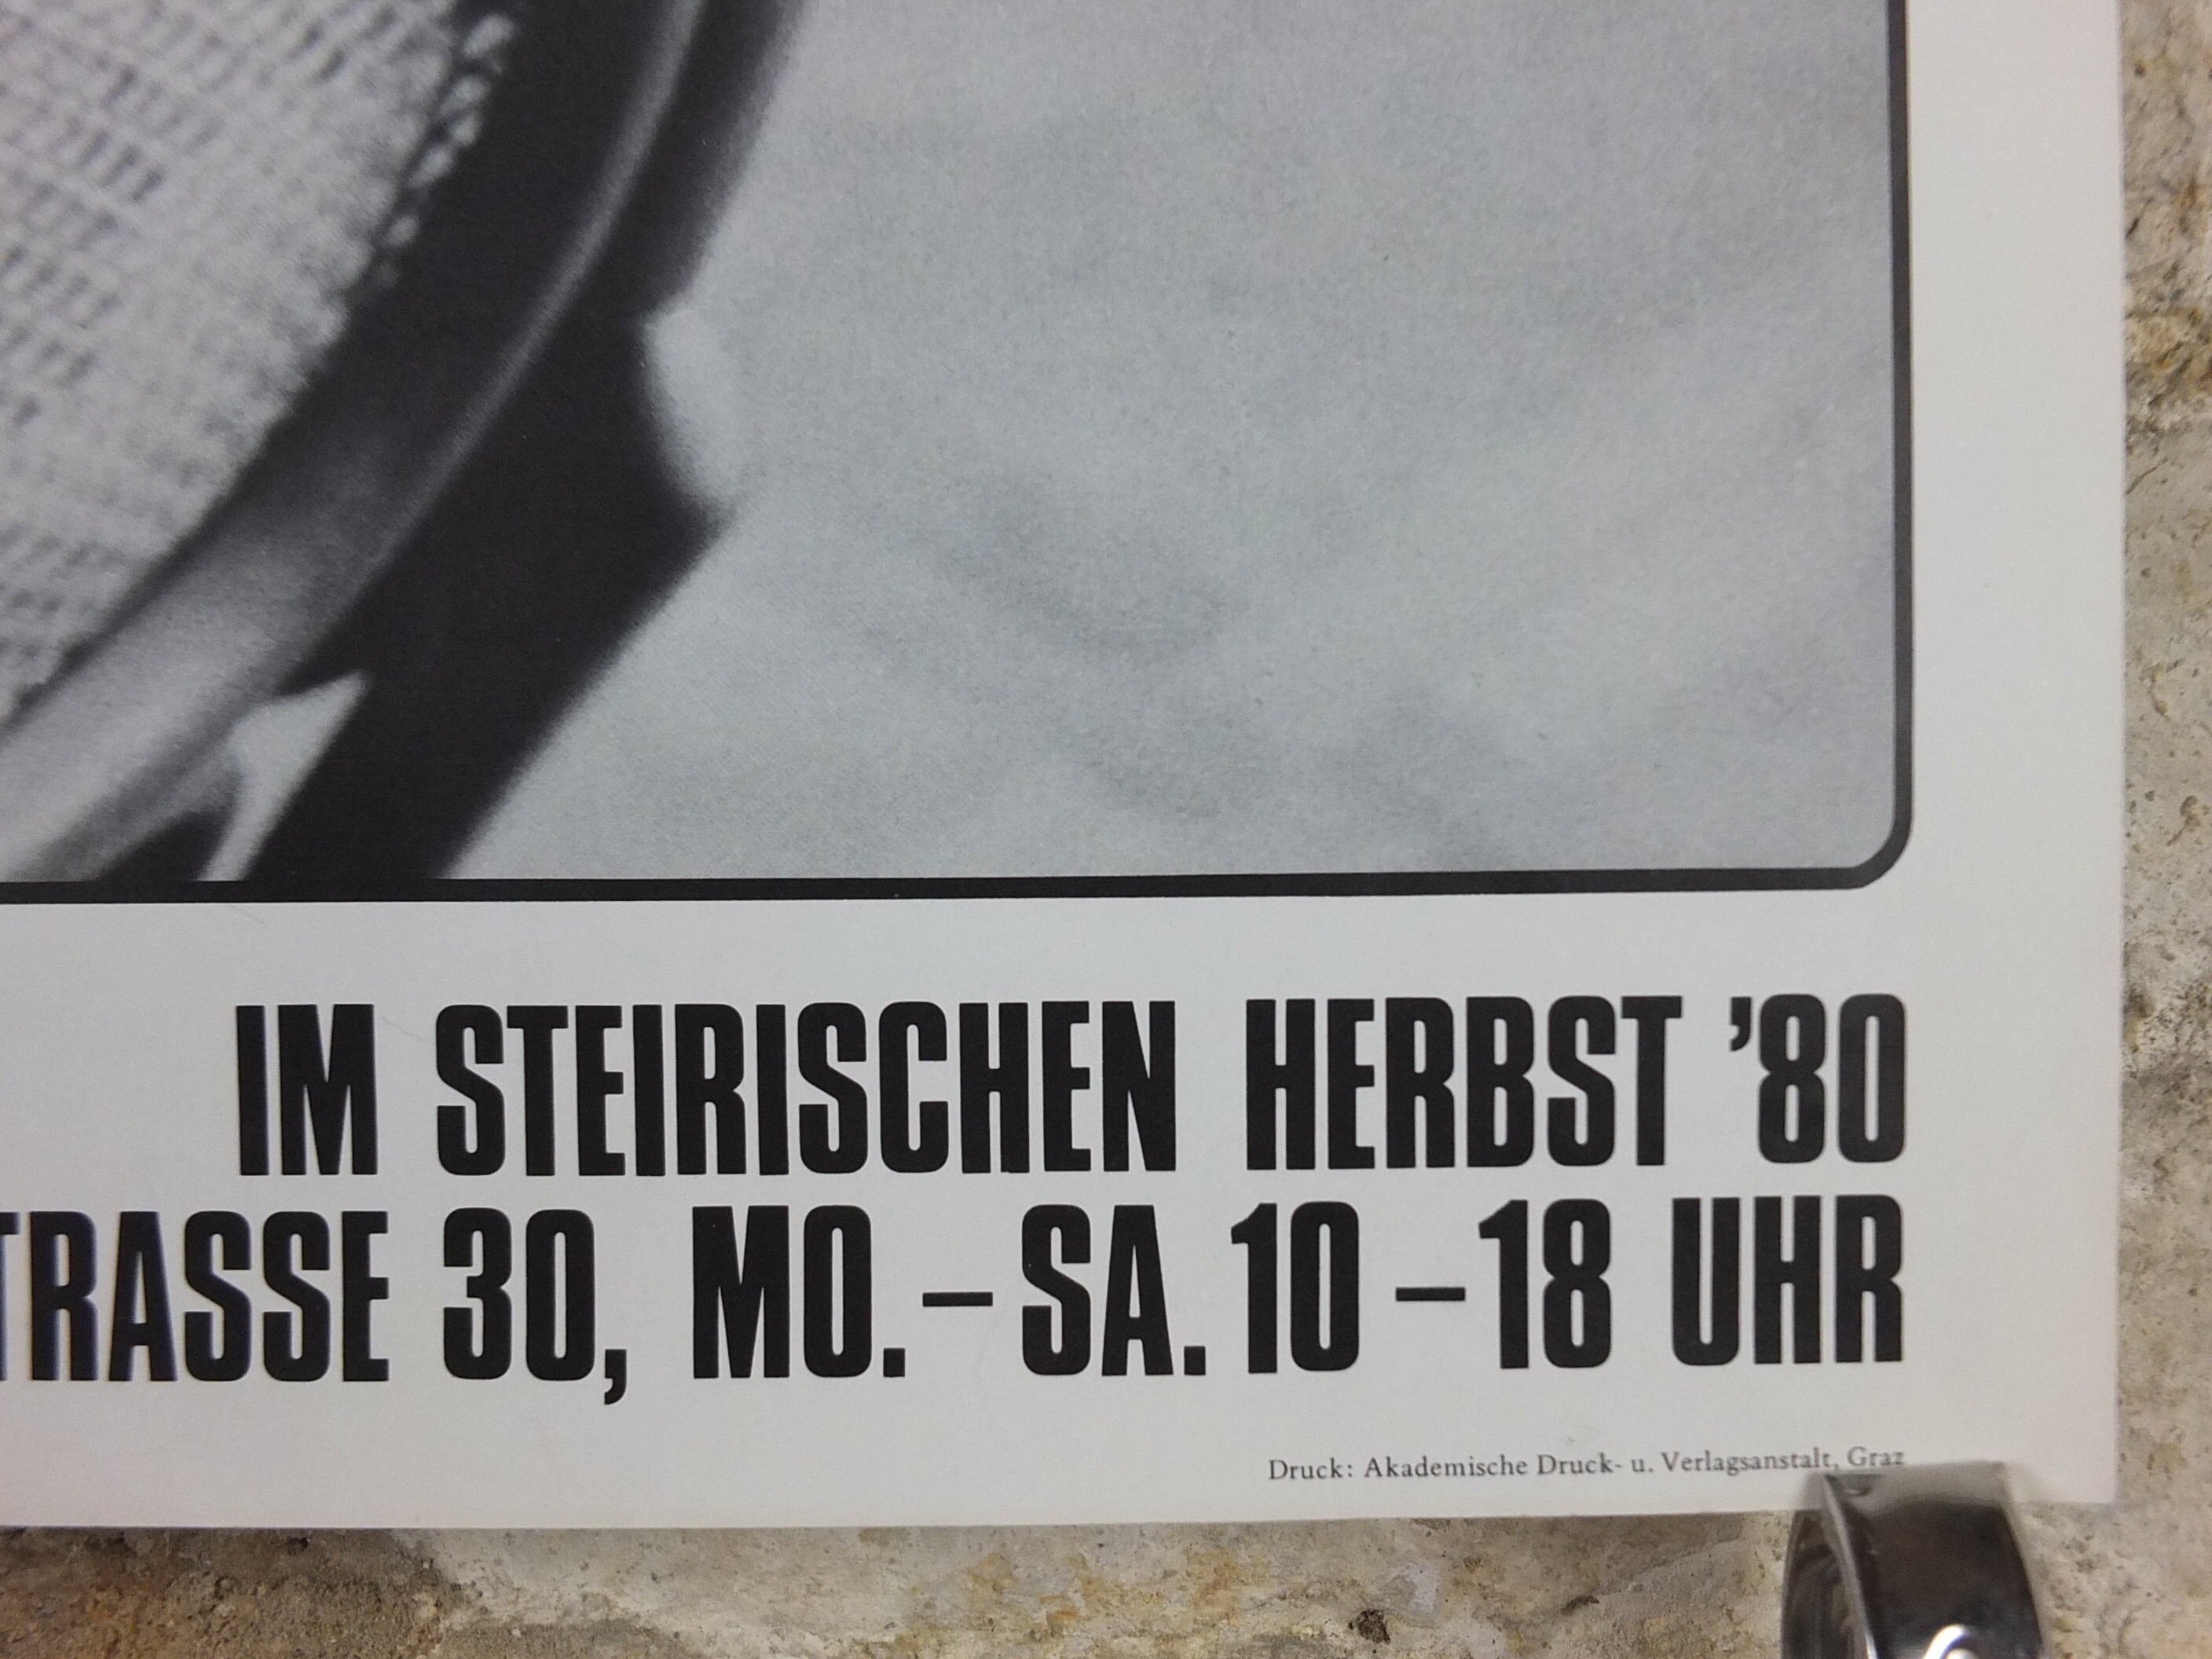 IM STEIRISCHEN HERBST '80
TRASSE 30, MO.–SA. 10–18 UHR
Druck: Akademische Druck- u. Verlagsanstalt, Graz